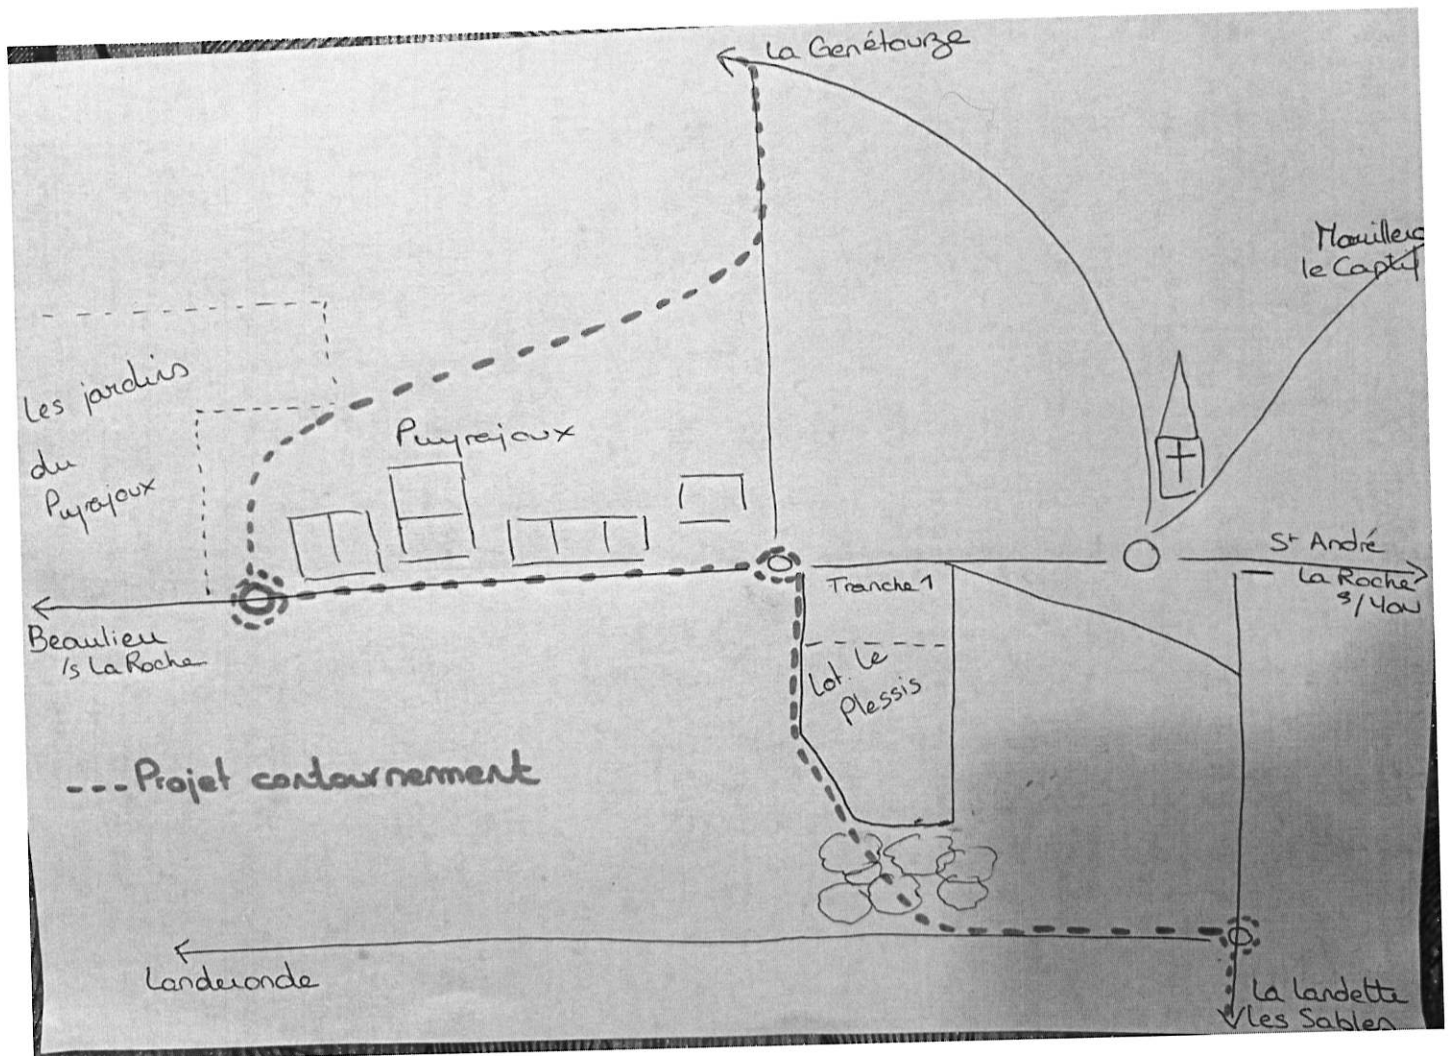 La Genétouze
Mouilleron
le Captif
Les jardins
du
Puyrajoux
Puyrajoux
St André
La Roche
s/Yon
Tranche 1
Beaulieu
/s La Roche
Lot. Le
Plessis
--- Projet contournement
Landeronde
La Landette
Les Sables